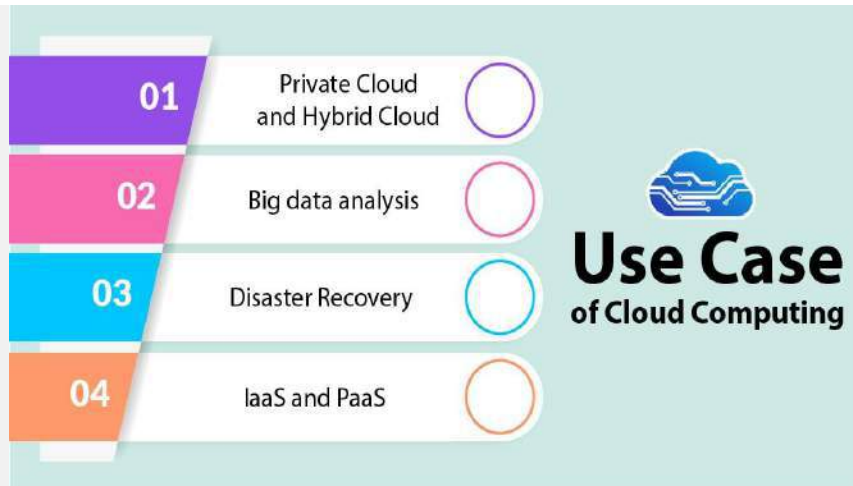 01
Private Cloud
and Hybrid Cloud
02
Big data analysis
03
Disaster Recovery
04
IaaS and PaaS
Use Case
of Cloud Computing